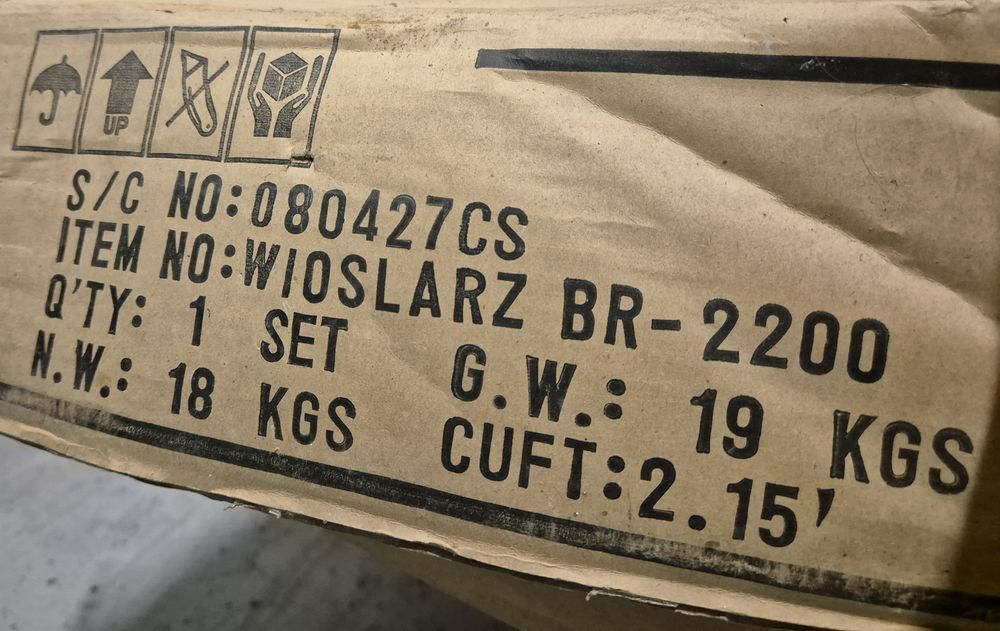 UP
S/C NO:080427CS
ITEM NO:WIOSLARZ BR-2200
Q'TY: 1 SET G.W.: 19 KGS
N.W.: 18 KGS CUFT:2.15'